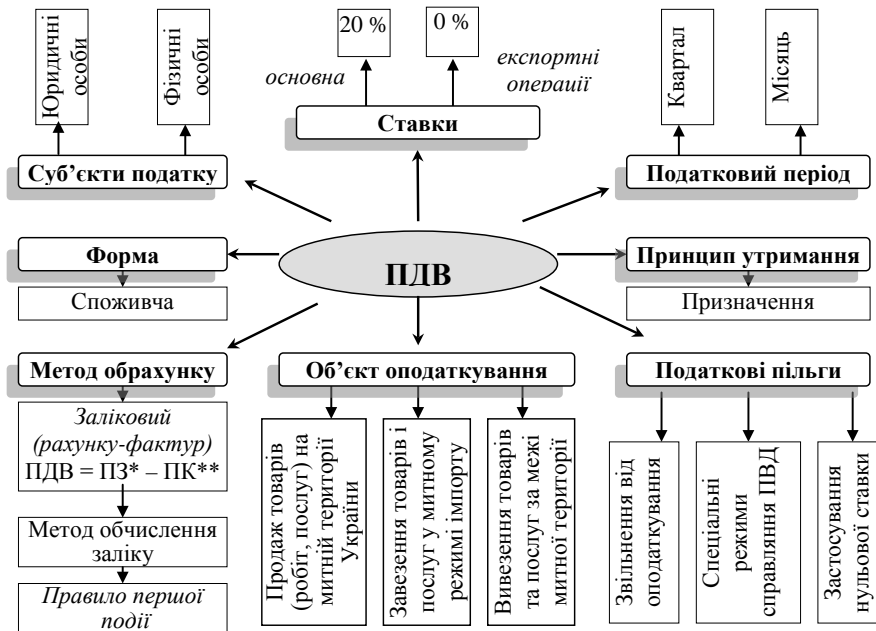 Юридичні
особи
Фізичні
особи
Суб’єкти податку
20 %
0 %
основна
експортні
операції
Ставки
Квартал
Місяць
Податковий період
Форма
Споживча
ПДВ
Принцип утримання
Призначення
Метод обрахунку
Заліковий
(рахунку-фактур)
ПДВ = ПЗ* – ПК**
Метод обчислення
заліку
Правило першої
події
Об’єкт оподаткування
Продаж товарів
(робіт, послуг) на
митній території
України
Завезення товарів і
послуг у митному
режимі імпорту
Вивезення товарів
та послуг за межі
митної території
Податкові пільги
Звільнення від
оподаткування
Спеціальні
режими
справляння ПВД
Застосування
нульової ставки